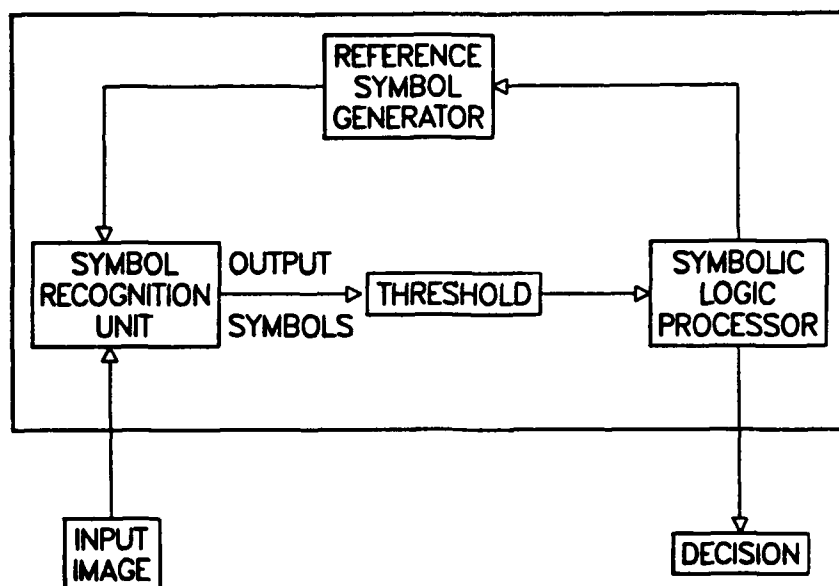 REFERENCE
SYMBOL
GENERATOR
SYMBOL
RECOGNITION
UNIT
OUTPUT
SYMBOLS
THRESHOLD
SYMBOLIC
LOGIC
PROCESSOR
INPUT
IMAGE
DECISION